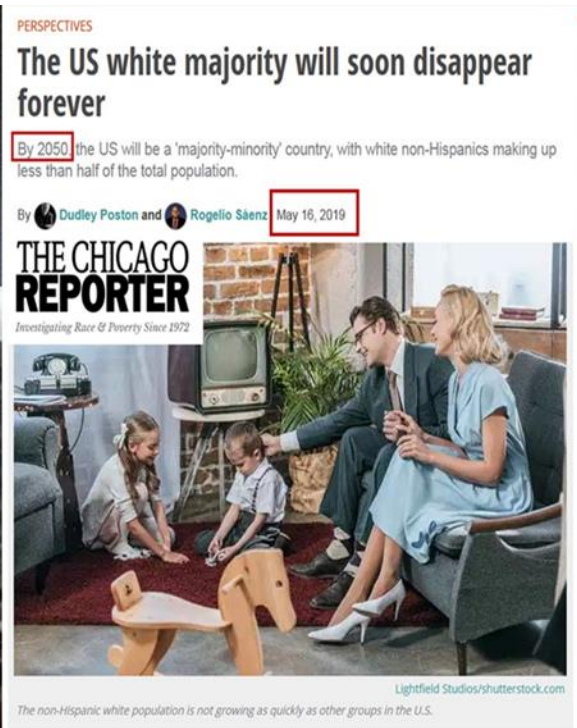 PERSPECTIVES
The US white majority will soon disappear
forever
By 2050, the US will be a 'majority-minority' country, with white non-Hispanics making up
less than half of the total population.
By Dudley Poston and Rogelio Sáenz May 16, 2019
THE CHICAGO
REPORTER
Investigating Race & Poverty Since 1972
Lightfield Studios/shutterstock.com
The non-Hispanic white population is not growing as quickly as other groups in the U.S.